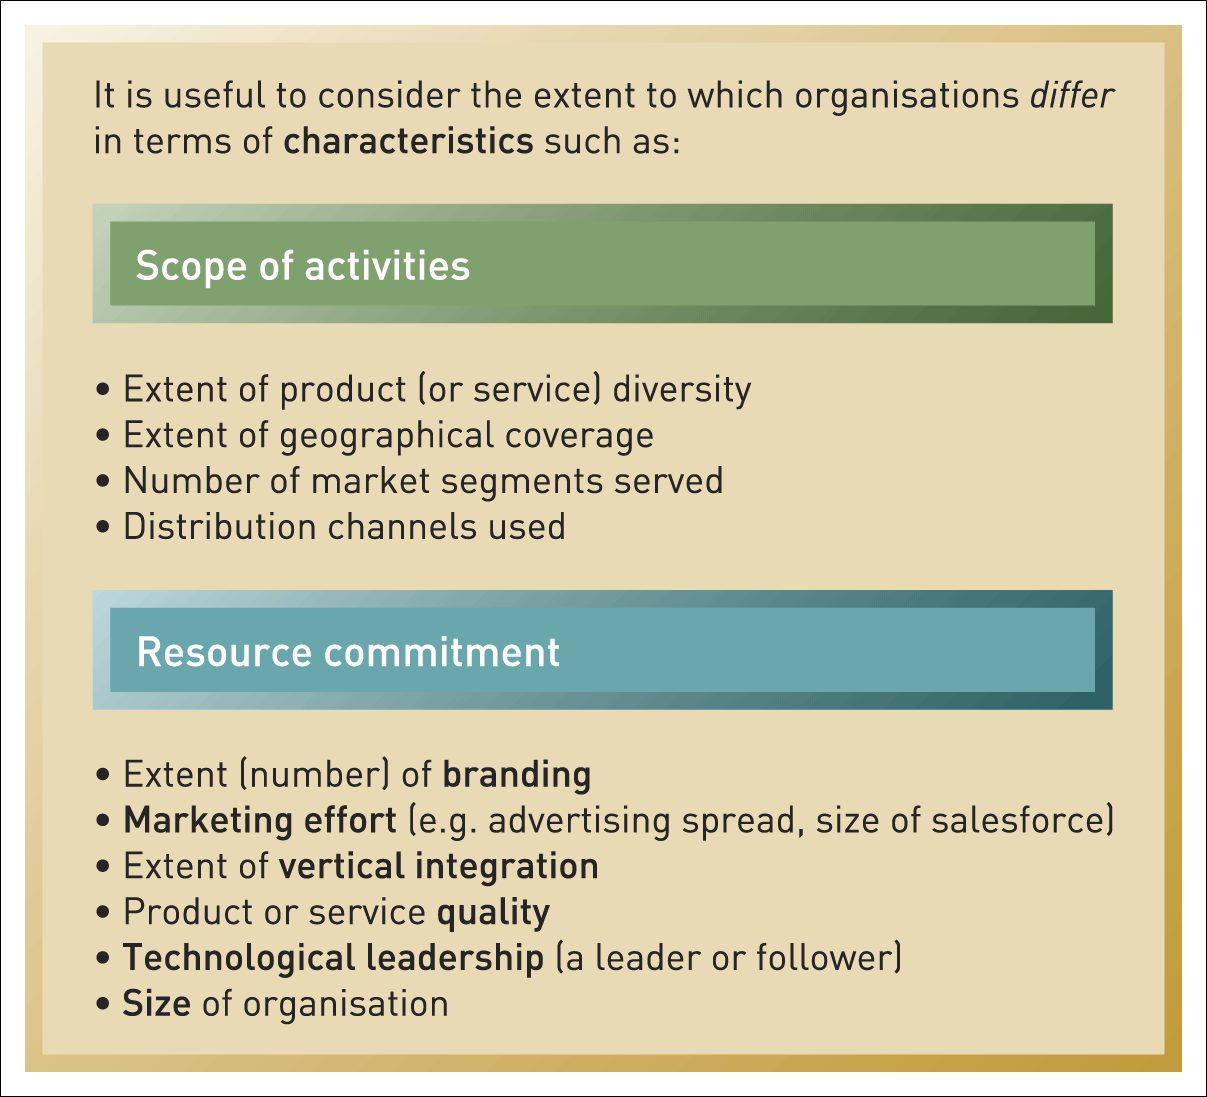 It is useful to consider the extent to which organisations differ
in terms of characteristics such as:
Scope of activities
• Extent of product (or service) diversity
• Extent of geographical coverage
• Number of market segments served
• Distribution channels used
Resource commitment
• Extent (number) of branding
• Marketing effort (e.g. advertising spread, size of salesforce)
• Extent of vertical integration
• Product or service quality
• Technological leadership (a leader or follower)
• Size of organisation